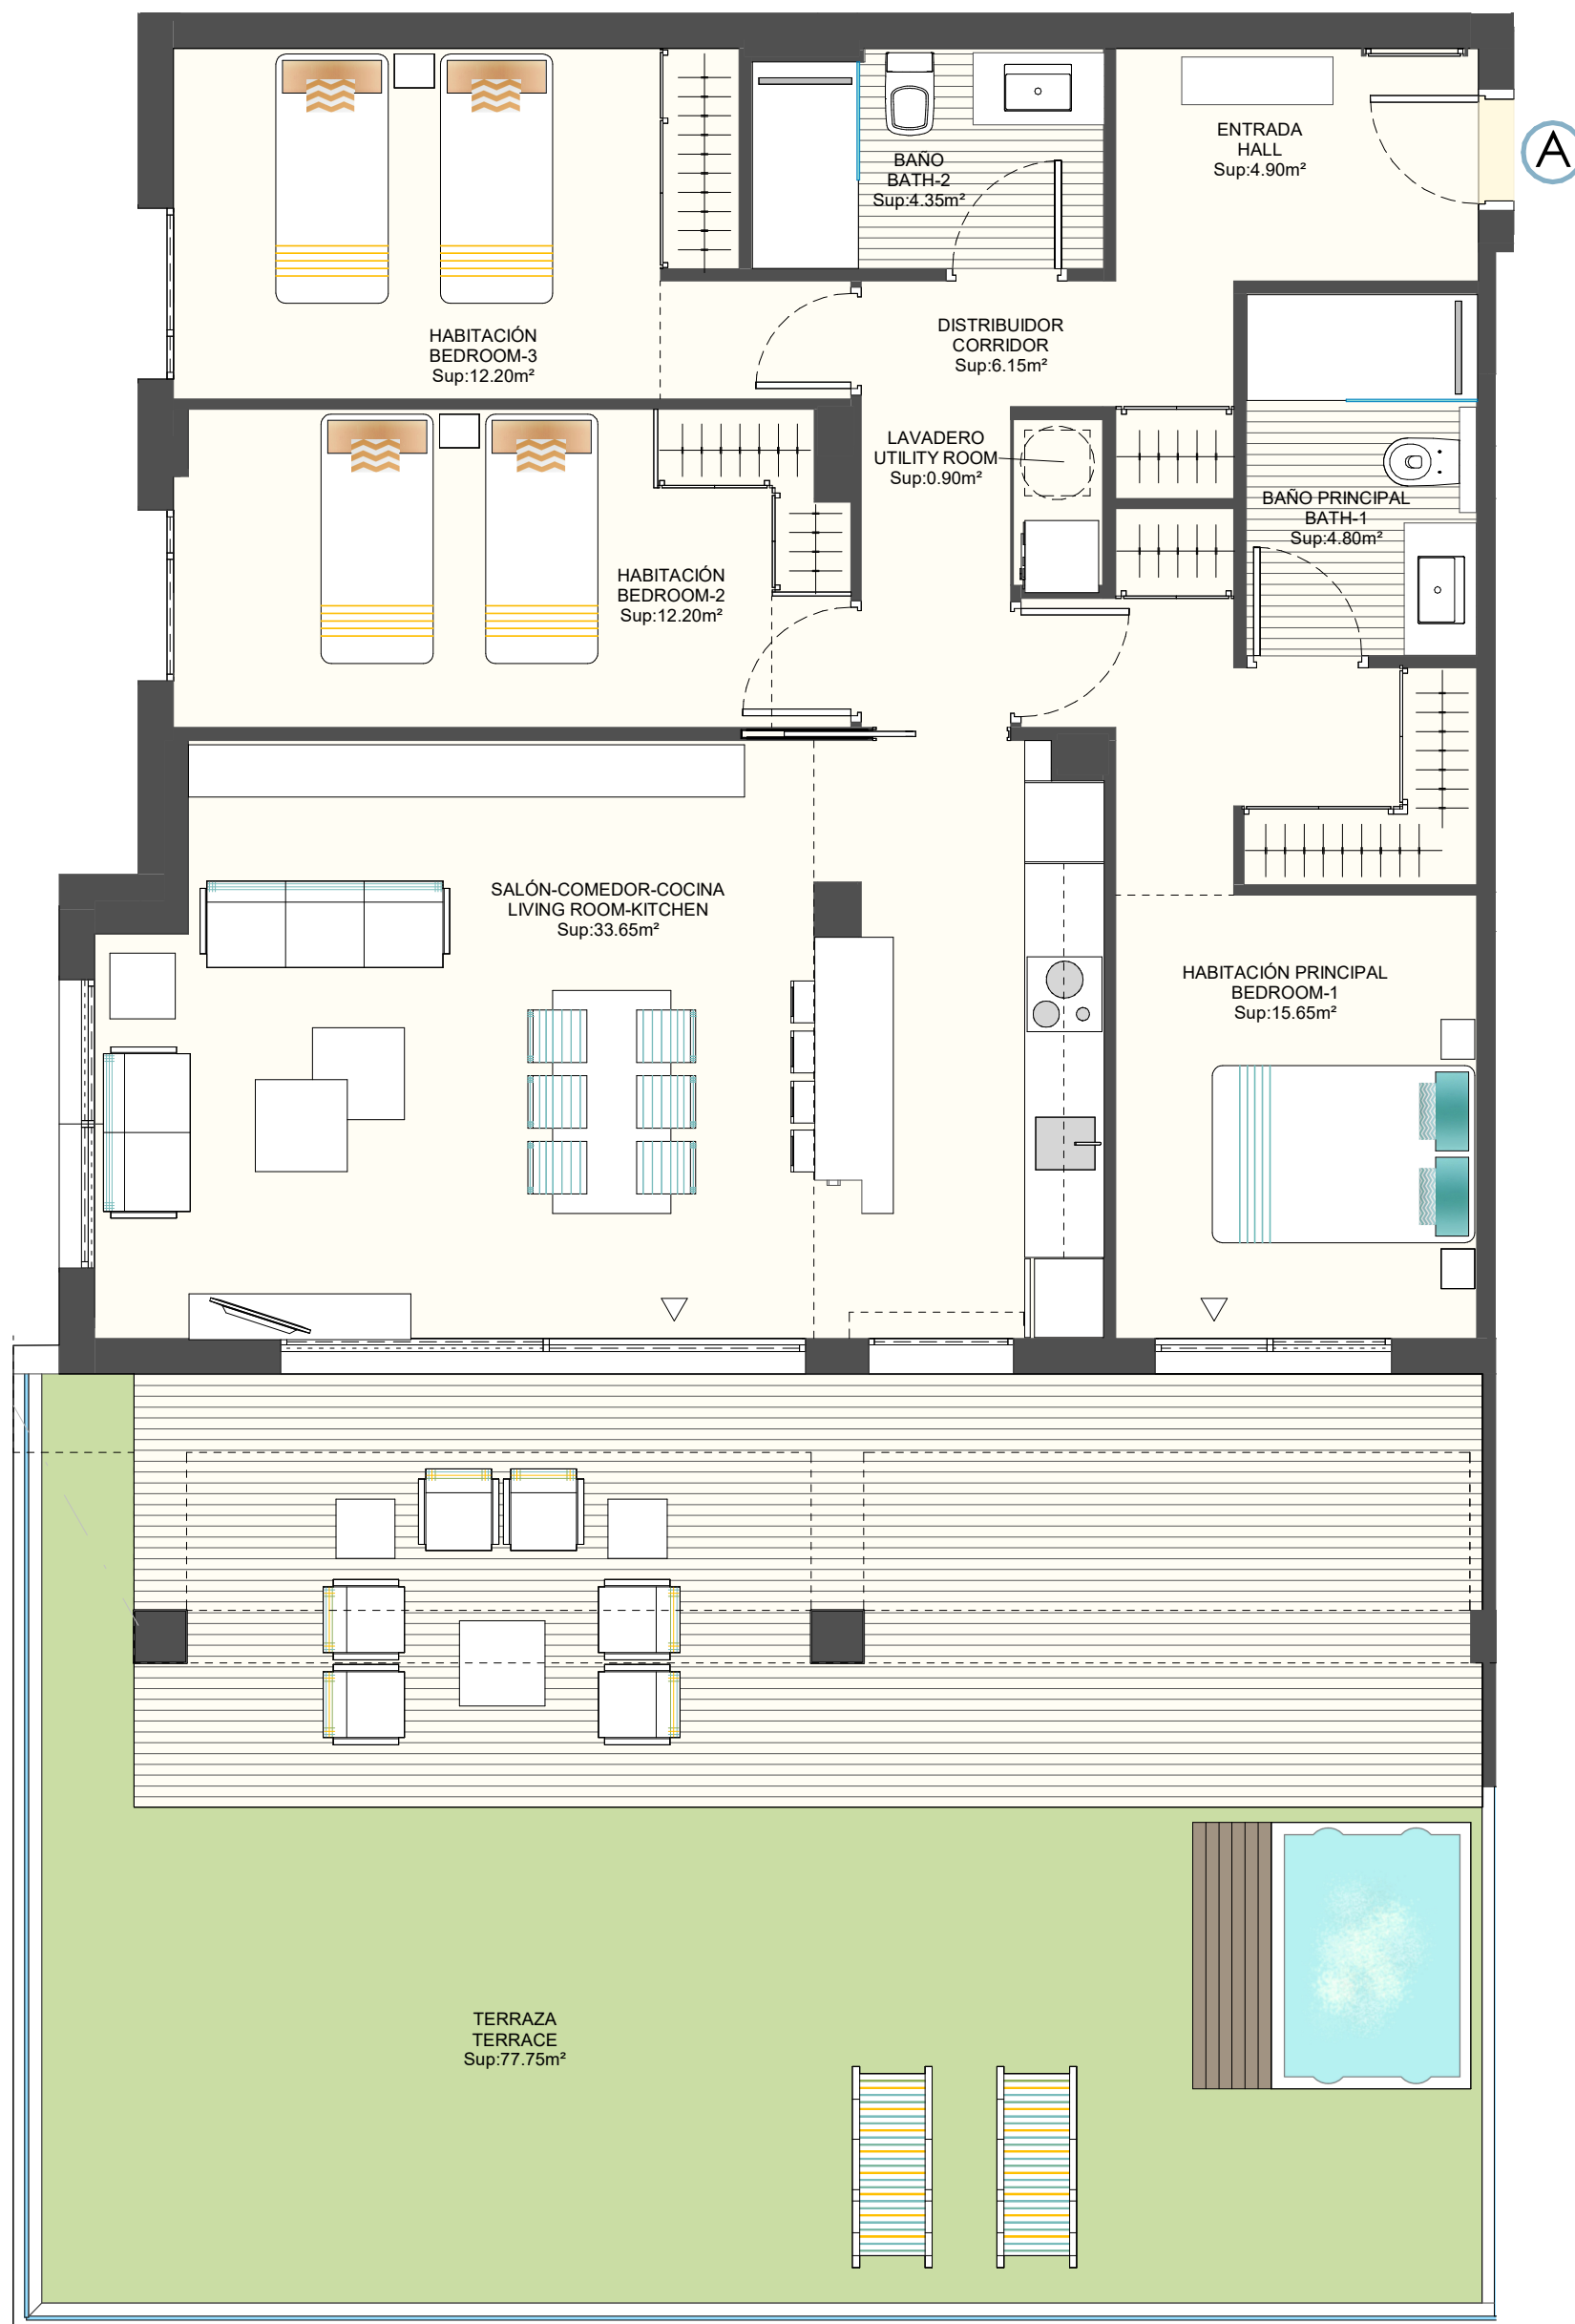 ENTRADA
HALL
Sup:4.90m²
A
BAÑO
BATH-2
Sup:4.35m²
HABITACIÓN
BEDROOM-3
Sup:12.20m²
DISTRIBUIDOR
CORRIDOR
Sup:6.15m²
LAVADERO
UTILITY ROOM
Sup:0.90m²
BAÑO PRINCIPAL
BATH-1
Sup:4.80m²
HABITACIÓN
BEDROOM-2
Sup:12.20m²
SALÓN-COMEDOR-COCINA
LIVING ROOM-KITCHEN
Sup:33.65m²
HABITACIÓN PRINCIPAL
BEDROOM-1
Sup:15.65m²
TERRAZA
TERRACE
Sup:77.75m²